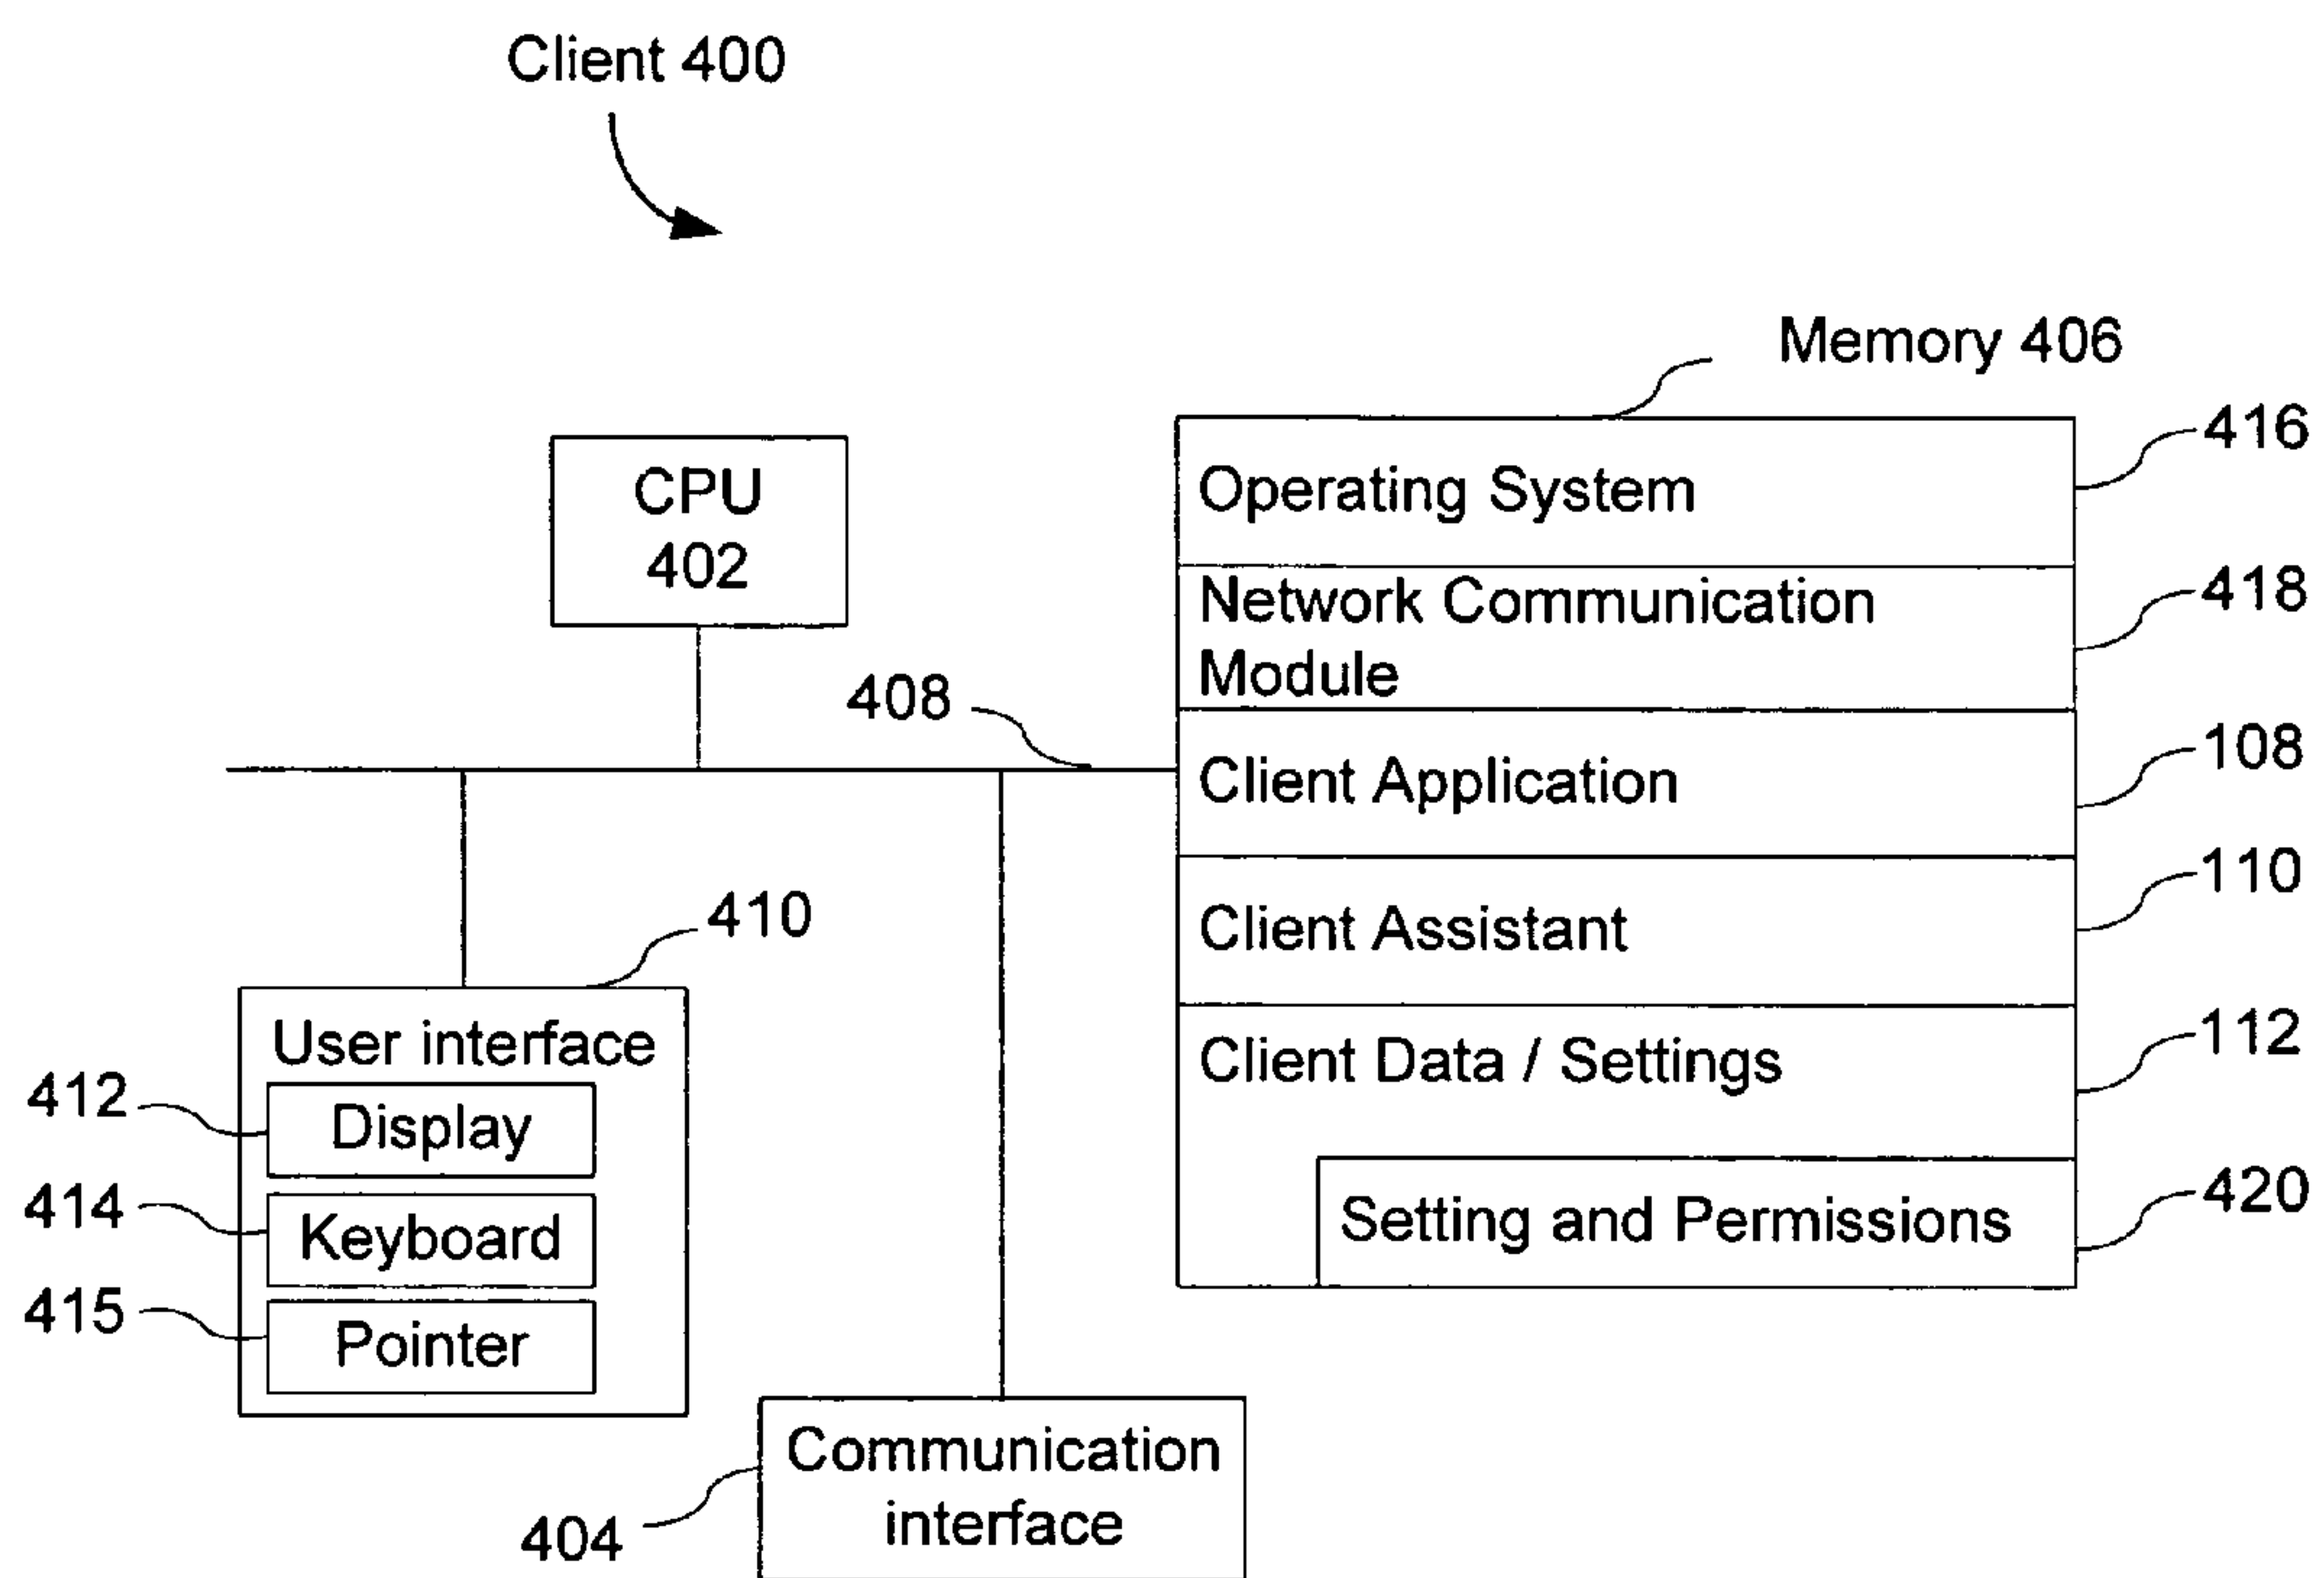 Client 400
Memory 406
416
CPU
402
Operating System
418
Network Communication
Module
408
108
Client Application
110
Client Assistant
410
112
User interface
Client Data / Settings
412
Display
420
414
Keyboard
Setting and Permissions
415
Pointer
Communication
interface
404